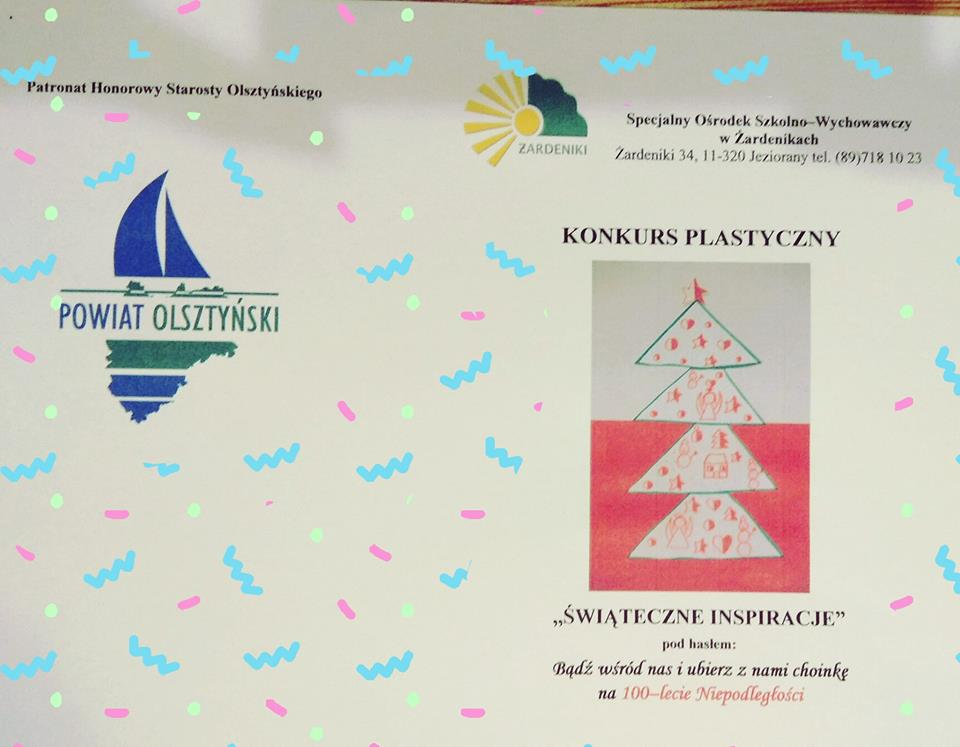 Patronat Honorowy Starosty Olsztyńskiego
POWIAT OLSZTYŃSKI
ŻARDENIKI
Specjalny Ośrodek Szkolno–Wychowawczy
w Żardenikach
Żardeniki 34, 11-320 Jeziorany tel. (89)718 10 23
KONKURS PLASTYCZNY
„ŚWIĄTECZNE INSPIRACJE”
pod hasłem:
Bądź wśród nas i ubierz z nami choinkę
na 100–lecie Niepodległości